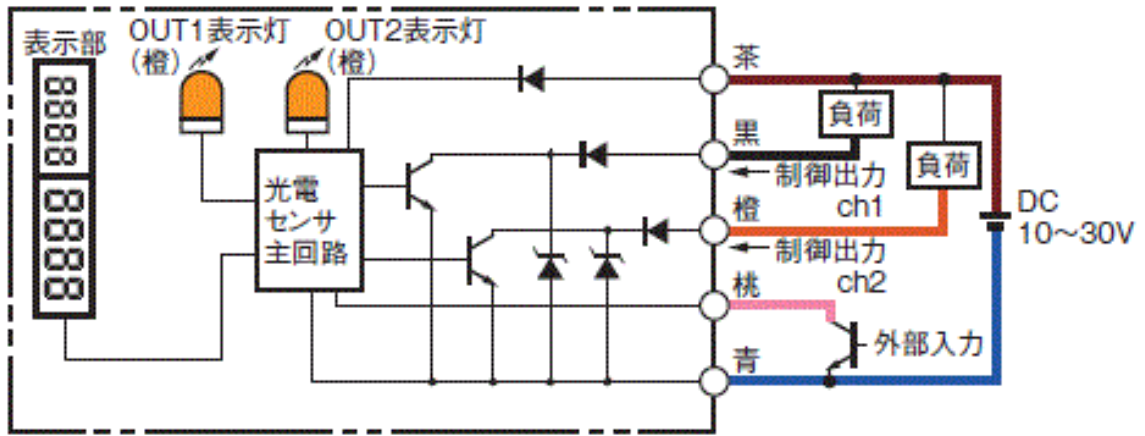 表示部
OUT1表示灯
(橙)
OUT2表示灯
(橙)
8888
8888
光電
センサ
主回路
茶
負荷
黒
制御出力
ch1
負荷
橙
制御出力
ch2
DC
10～30V
桃
外部入力
青